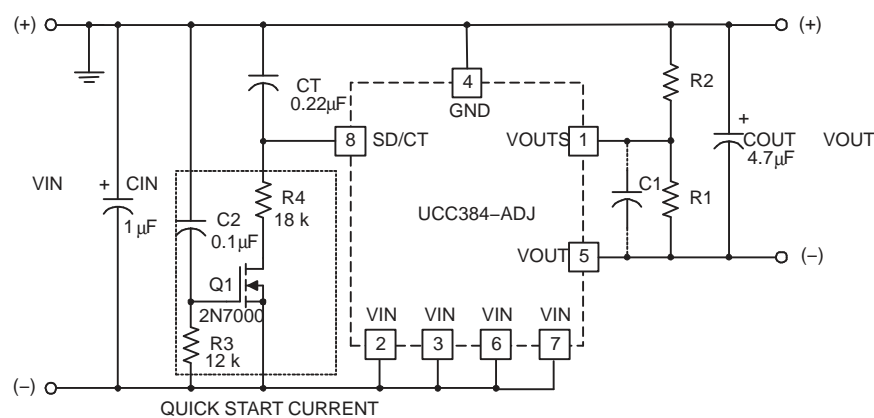 (+)
(+)
CT
0.22µF
4
GND
R2
8
SD/CT
VOUTS
1
+
COUT
4.7µF
VOUT
VIN
+
CIN
1µF
R4
18 k
C1
R1
C2
0.1µF
UCC384–ADJ
VOUT
5
(–)
Q1
2N7000
VIN
VIN
VIN
VIN
R3
12 k
2
3
6
7
(–)
QUICK START CURRENT